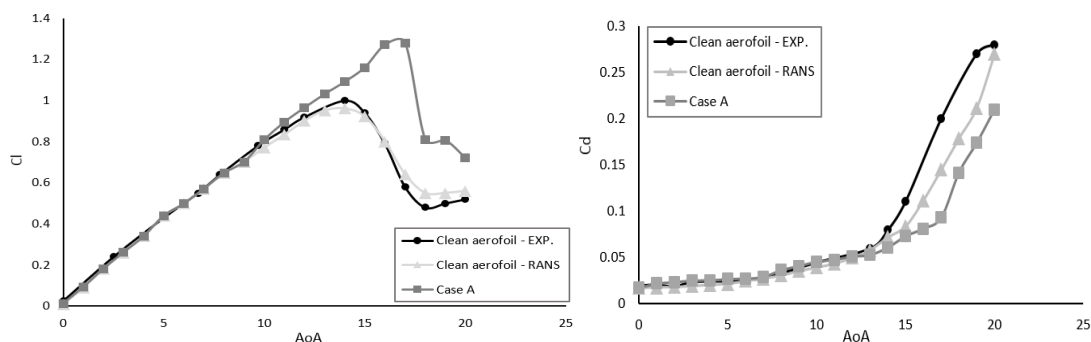 1.4
1.2
1
0.8
0.6
0.4
0.2
0
Cl
0
5
10
15
20
25
AoA
Clean aerofoil - EXP.
Clean aerofoil - RANS
Case A
0.3
0.25
0.2
0.15
0.1
0.05
0
Cd
Clean aerofoil - EXP.
Clean aerofoil - RANS
Case A
0
5
10
15
20
25
AoA